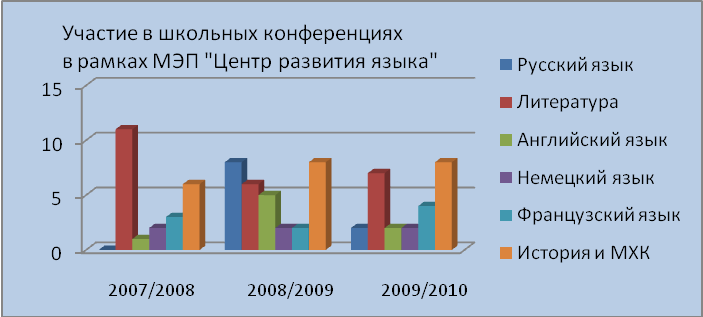 Участие в школьных конференциях
в рамках МЭП "Центр развития языка"
15
10
5
0
2007/2008
2008/2009
2009/2010
Русский язык
Литература
Английский язык
Немецкий язык
Французский язык
История и МХК